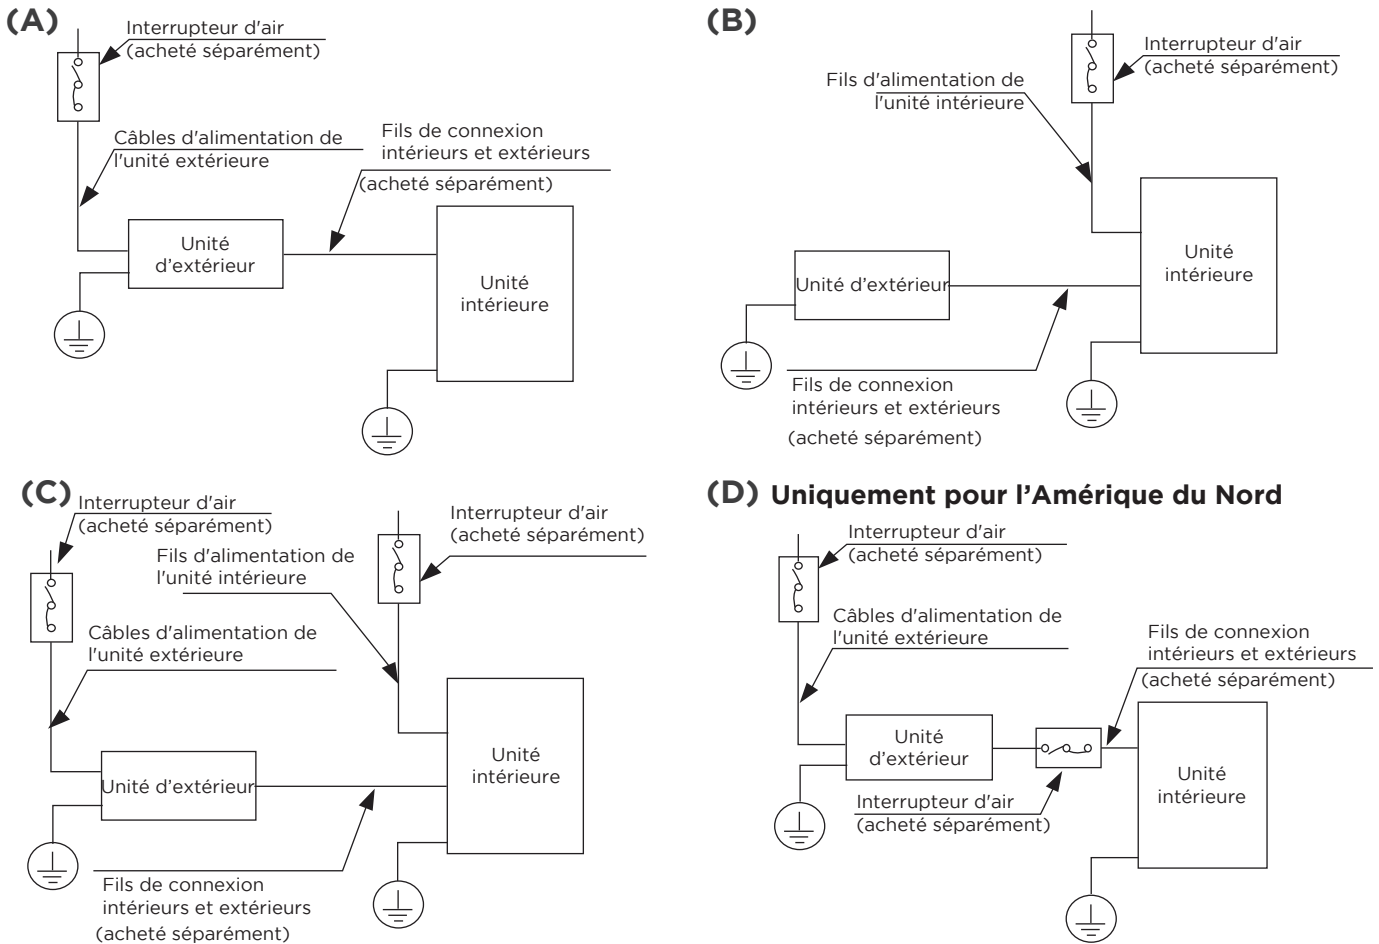 (A)
Interrupteur d'air
(acheté séparément)
Câbles d'alimentation de
l'unité extérieure
Fils de connexion
intérieurs et extérieurs
(acheté séparément)
Unité
d’extérieur
Unité
intérieure
(B)
Interrupteur d'air
(acheté séparément)
Fils d'alimentation de
l'unité intérieure
Unité
intérieure
Unité d’extérieur
Fils de connexion
intérieurs et extérieurs
(acheté séparément)
(C)
Interrupteur d'air
(acheté séparément)
Interrupteur d'air
(acheté séparément)
Fils d'alimentation de
l'unité intérieure
Câbles d'alimentation de
l'unité extérieure
Unité
intérieure
Unité d’extérieur
Fils de connexion
intérieurs et extérieurs
(acheté séparément)
(D) Uniquement pour l’Amérique du Nord
Interrupteur d'air
(acheté séparément)
Câbles d'alimentation de
l'unité extérieure
Fils de connexion
intérieurs et extérieurs
(acheté séparément)
Unité
d’extérieur
Unité
intérieure
Interrupteur d'air
(acheté séparément)